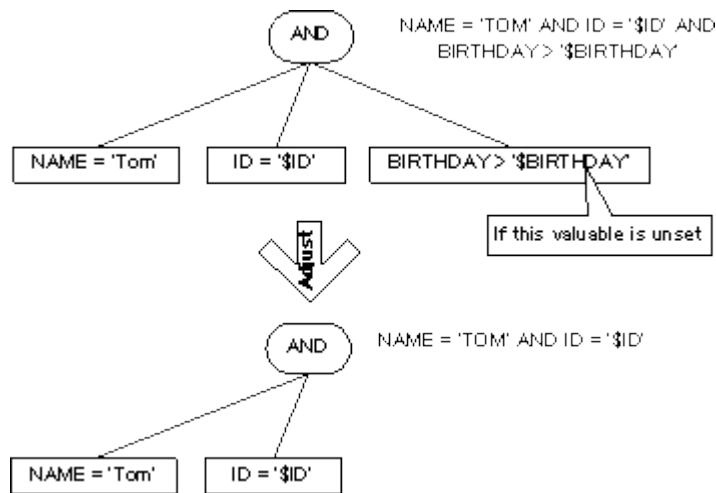 AND
NAME = 'TOM' AND ID = '$ID' AND
BIRTHDAY > '$BIRTHDAY'
NAME = 'Tom'
ID = '$ID'
BIRTHDAY > '$BIRTHDAY'
If this valuable is unset
Adjust
AND
NAME = 'TOM' AND ID = '$ID'
NAME = 'Tom'
ID = '$ID'